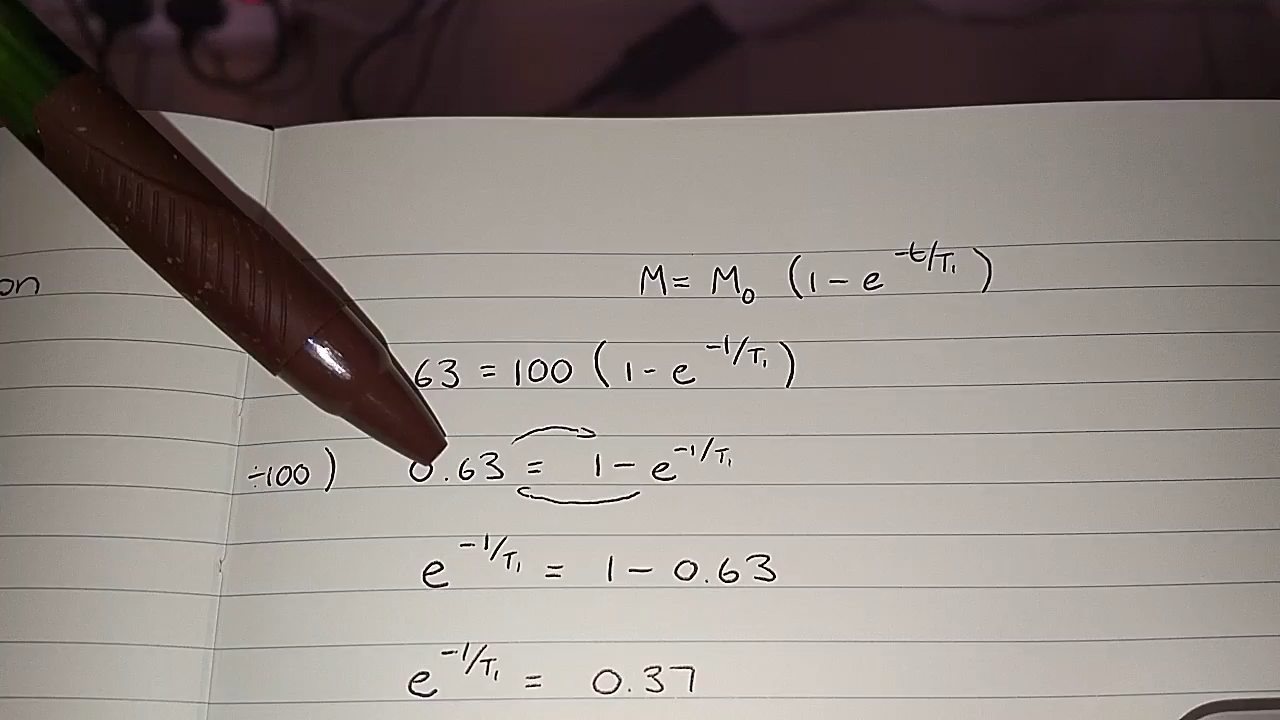 on
M = M₀ (1 - e^{-t/T₁})
63 = 100 (1 - e^{-1/T₁})
÷100) 0.63 = 1 - e^{-1/T₁}
e^{-1/T₁} = 1 - 0.63
e^{-1/T₁} = 0.37